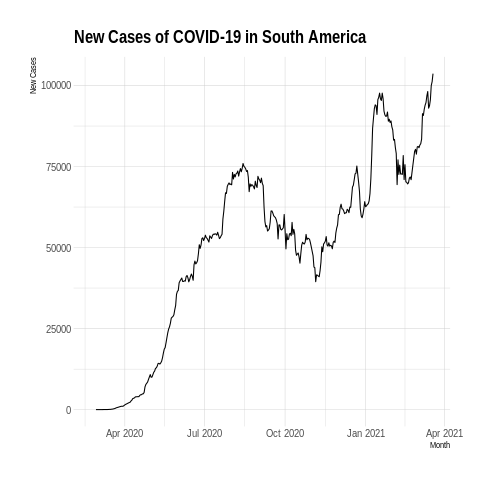 New Cases of COVID-19 in South America
New Cases
100000
75000
50000
25000
0
Apr 2020 Jul 2020 Oct 2020 Jan 2021 Apr 2021
Month